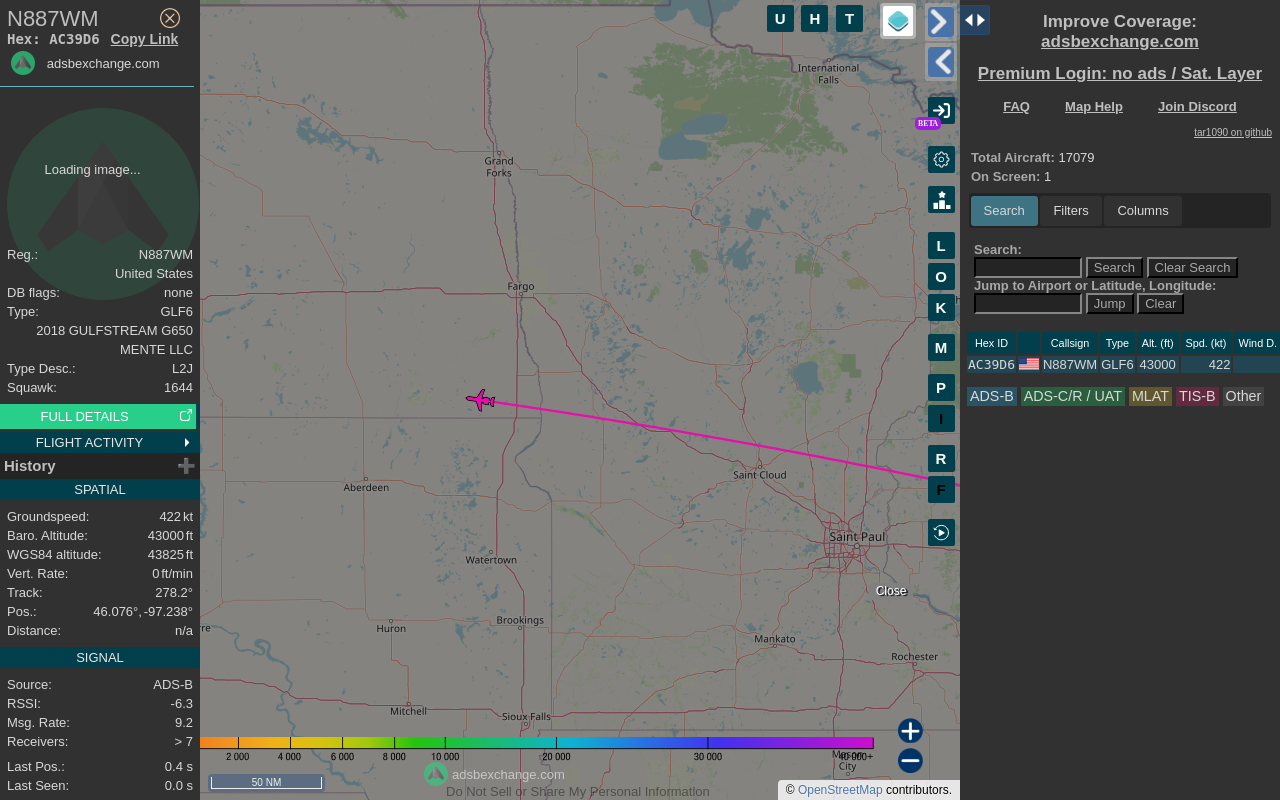 N887WM
Hex: AC39D6 Copy Link
adsbexchange.com
Loading image...
Reg.: N887WM
United States
DB flags: none
Type: GLF6
2018 GULFSTREAM G650
MENTE LLC
Type Desc.: L2J
Squawk: 1644
FULL DETAILS
FLIGHT ACTIVITY
History
SPATIAL
Groundspeed: 422 kt
Baro. Altitude: 43000 ft
WGS84 altitude: 43825 ft
Vert. Rate: 0 ft/min
Track: 278.2°
Pos.: 46.076°, -97.238°
Distance: n/a
SIGNAL
Source: ADS-B
RSSI: -6.3
Msg. Rate: 9.2
Receivers: > 7
Last Pos.: 0.4 s
Last Seen: 0.0 s
U H T
International
Falls
BETA
Grand
Forks
Fargo
L
O
K
M
P
I
R
F
Saint Cloud
Aberdeen
Saint Paul
Watertown
Close
Brookings
Huron
rre
Mankato
Rochester
Mitchell
Sioux Falls
Mason
City
2 000 4 000 6 000 8 000 10 000 20 000 30 000 40 000+
50 NM
adsbexchange.com
Do Not Sell or Share My Personal Information
© OpenStreetMap contributors.
Improve Coverage:
adsbexchange.com
Premium Login: no ads / Sat. Layer
FAQ Map Help Join Discord
tar1090 on github
Total Aircraft: 17079
On Screen: 1
Search Filters Columns
Search:
Search Clear Search
Jump to Airport or Latitude, Longitude:
Jump Clear
Hex ID Callsign Type Alt. (ft) Spd. (kt) Wind D.
AC39D6 N887WM GLF6 43000 422
ADS-B ADS-C/R / UAT MLAT TIS-B Other